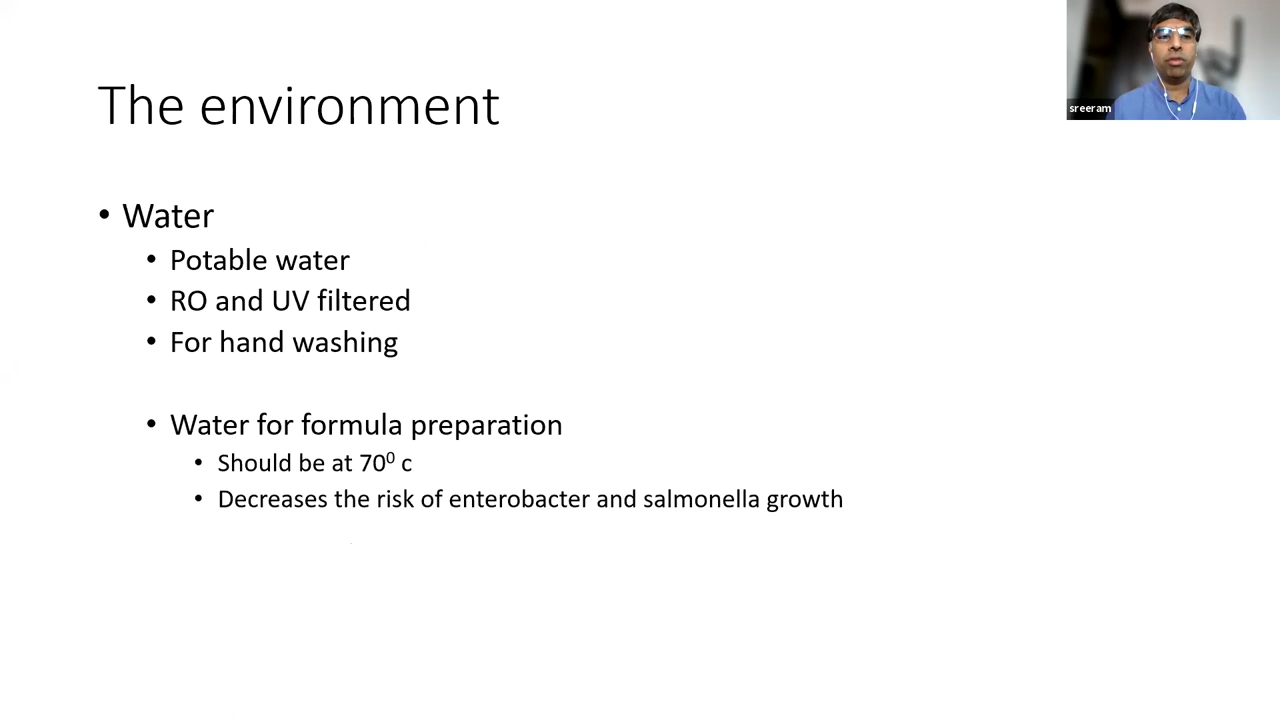 The environment
sreeram
• Water
• Potable water
• RO and UV filtered
• For hand washing
• Water for formula preparation
• Should be at 70⁰ c
• Decreases the risk of enterobacter and salmonella growth